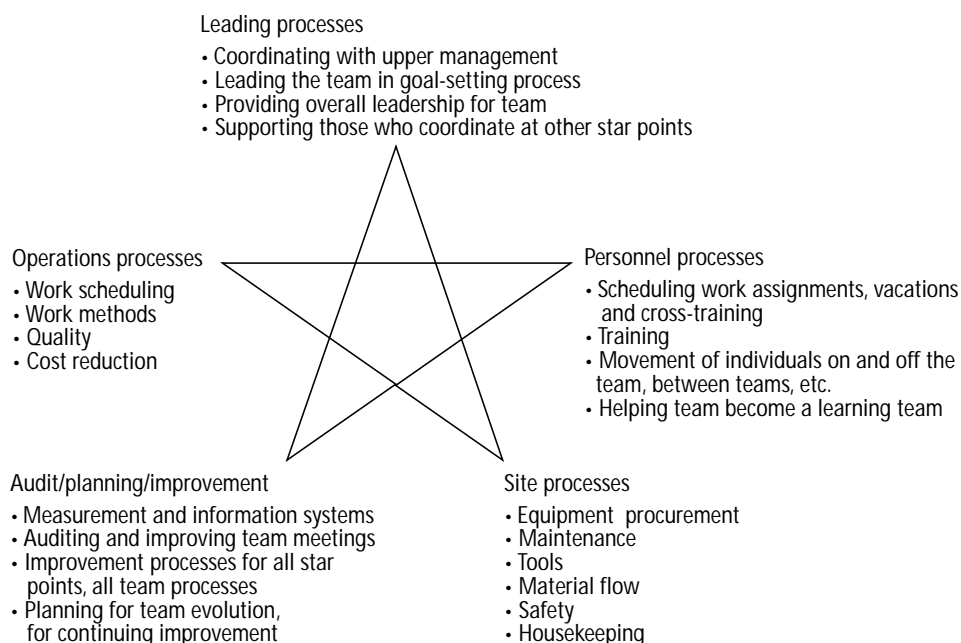 Leading processes
• Coordinating with upper management
• Leading the team in goal-setting process
• Providing overall leadership for team
• Supporting those who coordinate at other star points
Operations processes
• Work scheduling
• Work methods
• Quality
• Cost reduction
Personnel processes
• Scheduling work assignments, vacations
and cross-training
• Training
• Movement of individuals on and off the
team, between teams, etc.
• Helping team become a learning team
Audit/planning/improvement
• Measurement and information systems
• Auditing and improving team meetings
• Improvement processes for all star
points, all team processes
• Planning for team evolution,
for continuing improvement
Site processes
• Equipment procurement
• Maintenance
• Tools
• Material flow
• Safety
• Housekeeping